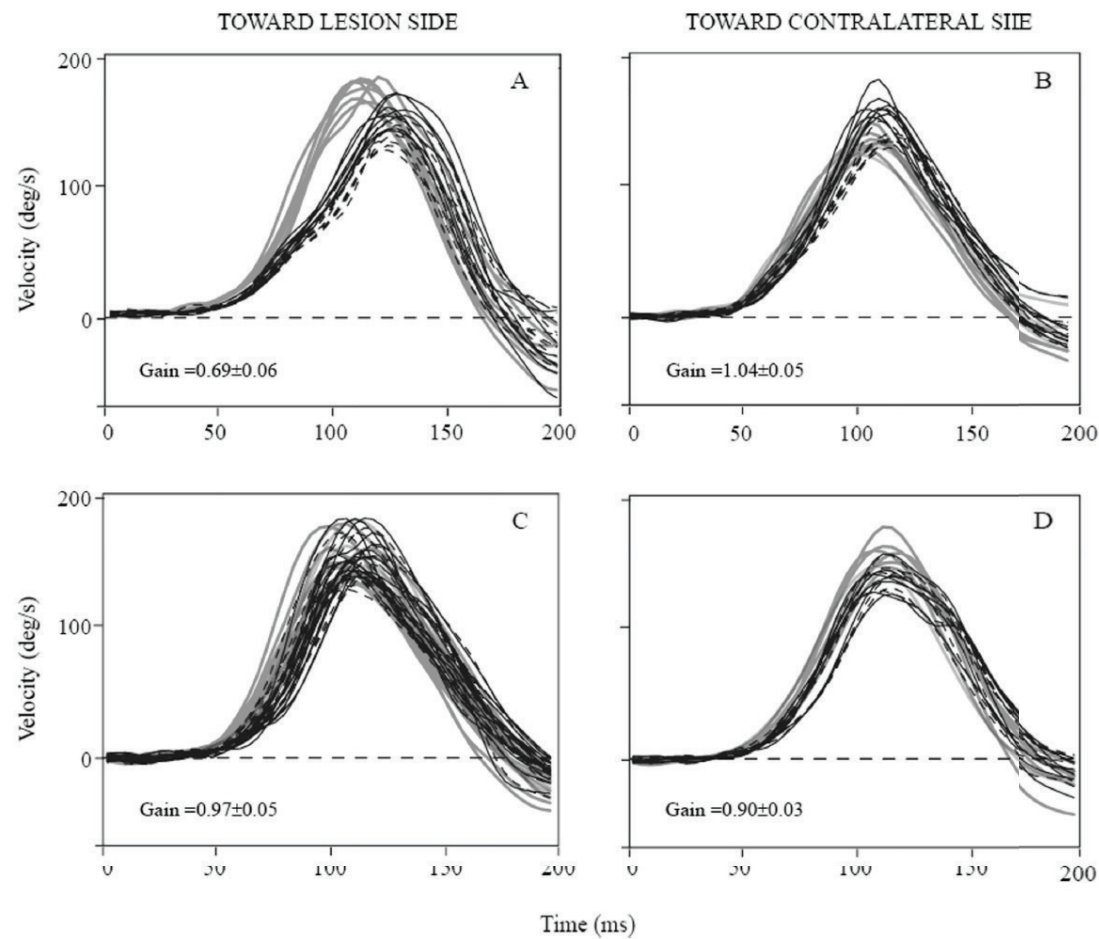 TOWARD LESION SIDE
TOWARD CONTRALATERAL SIIE
200
100
0
Velocity (deg/s)
A
Gain =0.69±0.06
0 50 100 150 200
B
Gain =1.04±0.05
0 50 100 150 200
200
100
0
Velocity (deg/s)
C
Gain =0.97±0.05
0 50 100 150 200
D
Gain =0.90±0.03
0 50 100 150 200
Time (ms)